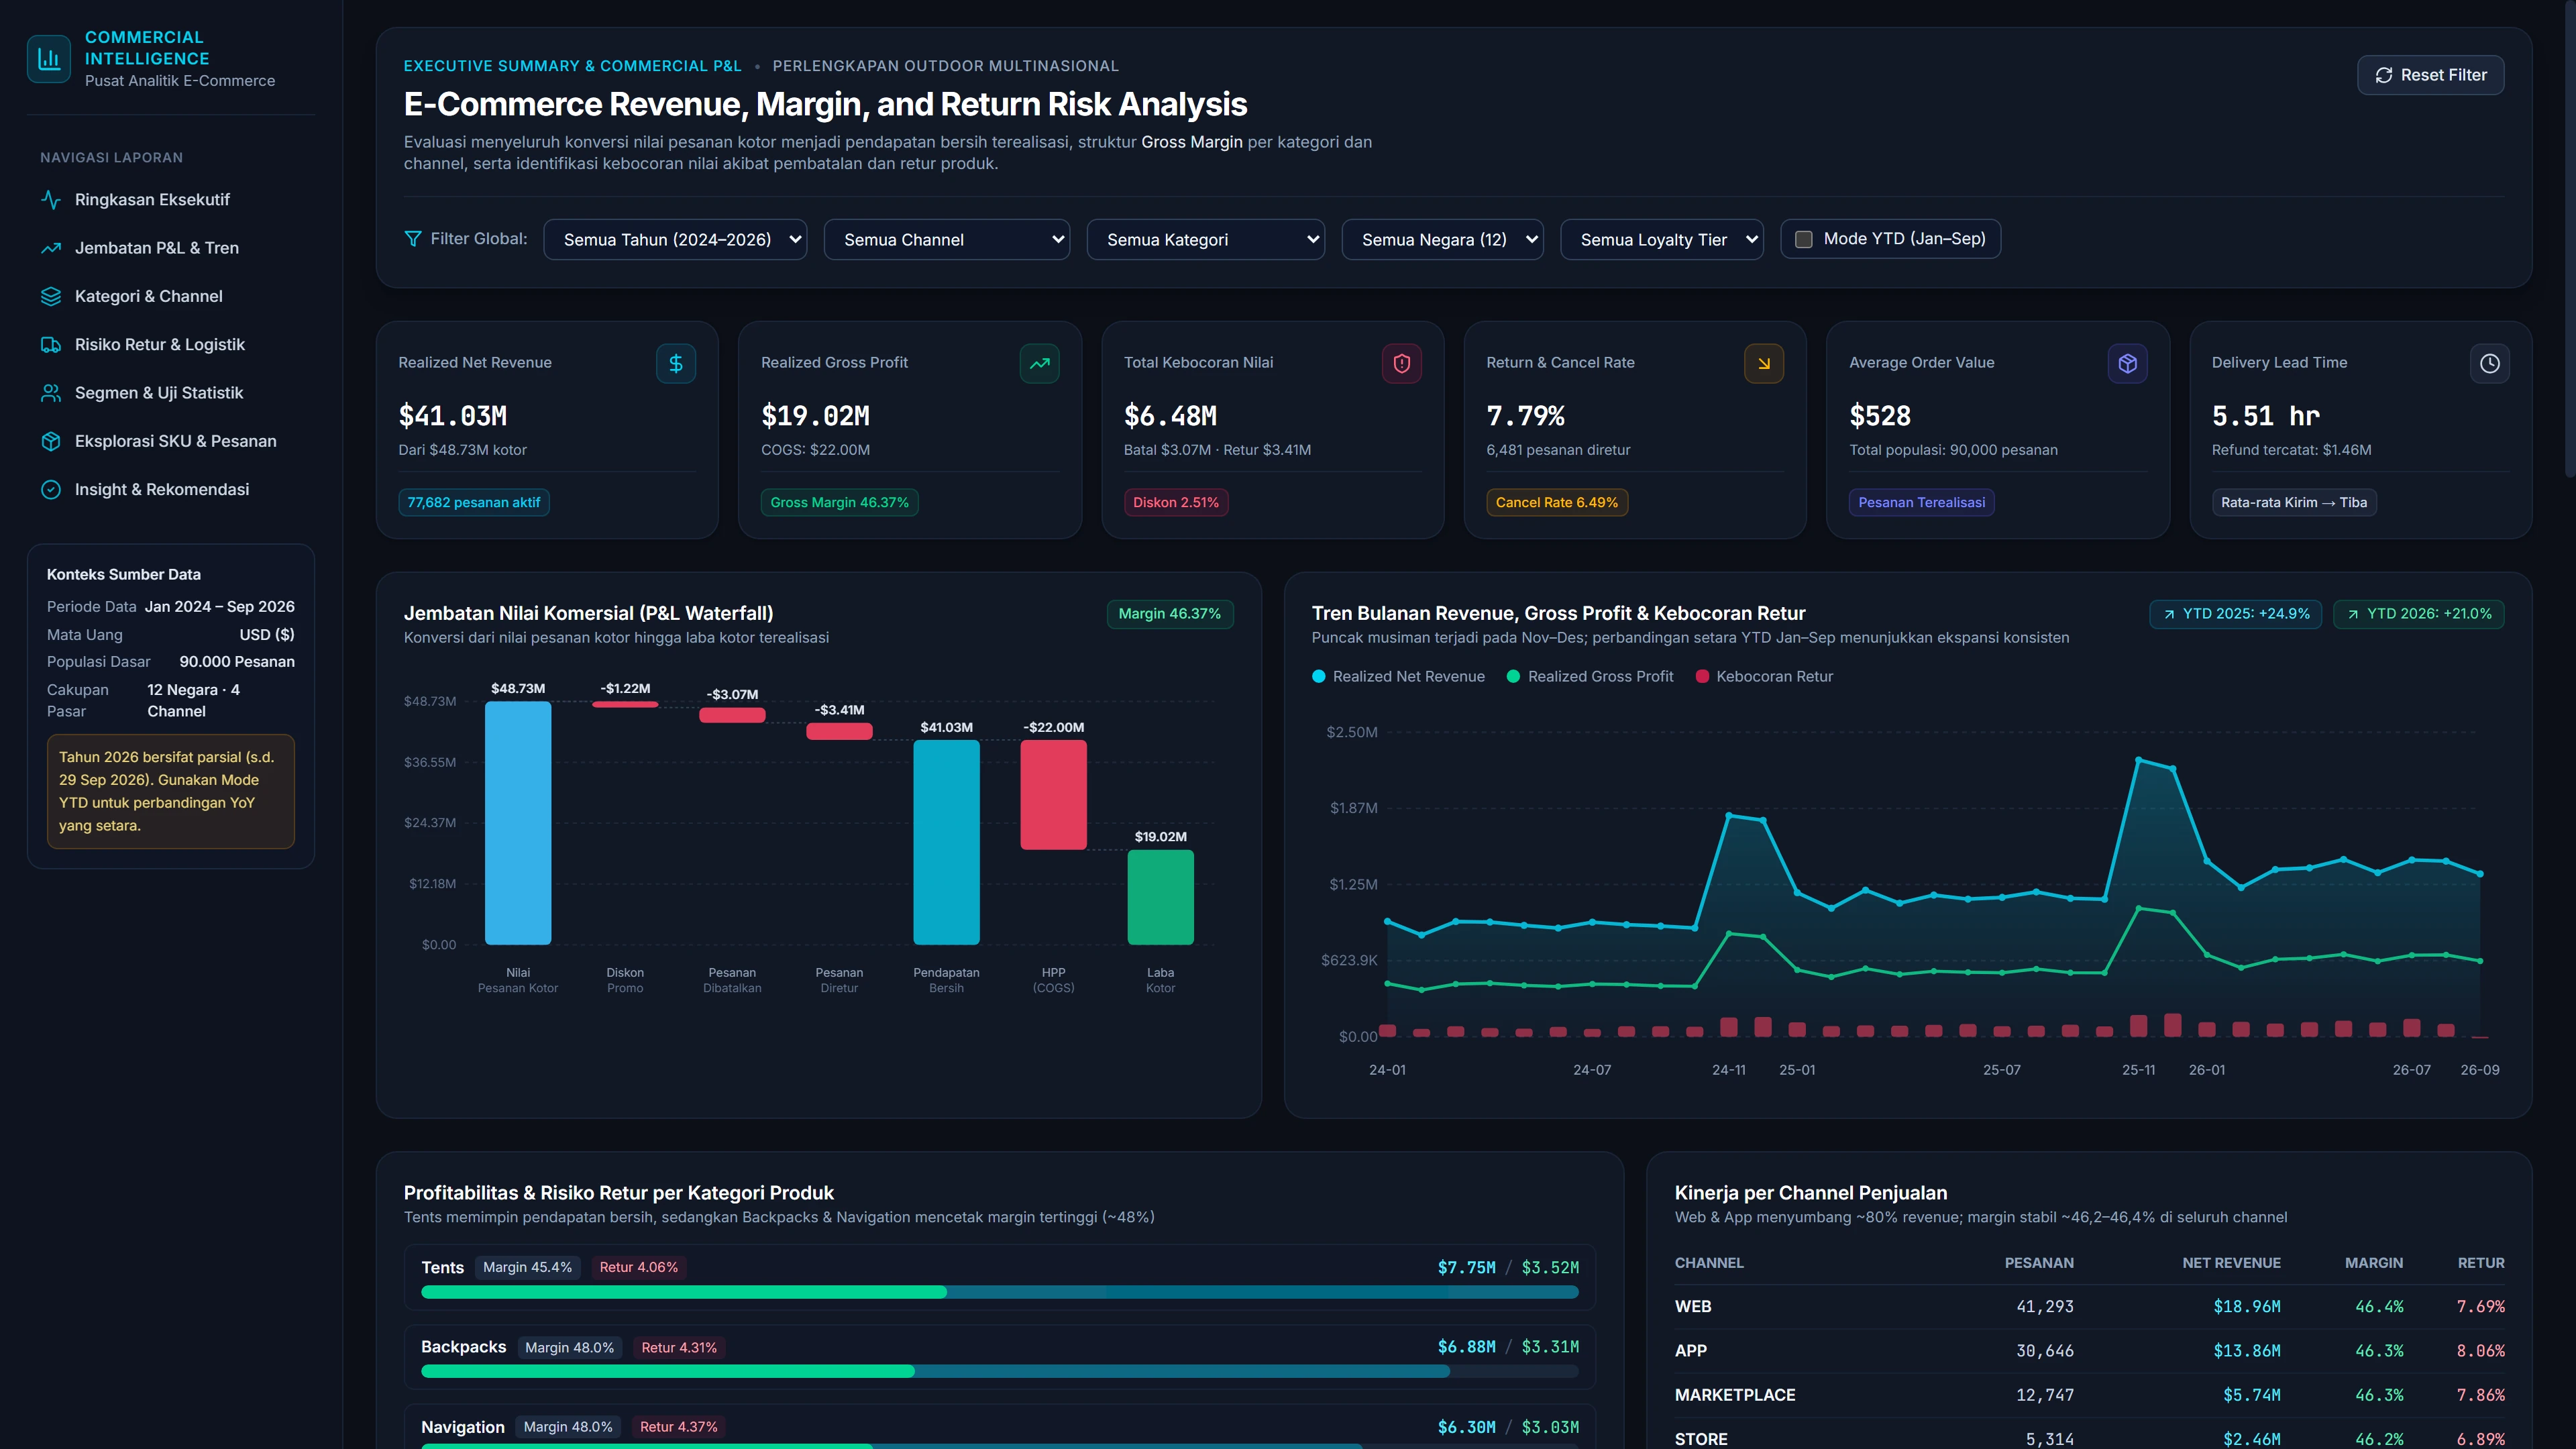 COMMERCIAL
INTELLIGENCE
Pusat Analitik E-Commerce
NAVIGASI LAPORAN
Ringkasan Eksekutif
Jembatan P&L & Tren
Kategori & Channel
Risiko Retur & Logistik
Segmen & Uji Statistik
Eksplorasi SKU & Pesanan
Insight & Rekomendasi
Konteks Sumber Data
Periode Data Jan 2024 – Sep 2026
Mata Uang USD ($)
Populasi Dasar 90.000 Pesanan
Cakupan 12 Negara · 4
Pasar Channel
Tahun 2026 bersifat parsial (s.d.
29 Sep 2026). Gunakan Mode
YTD untuk perbandingan YoY
yang setara.
EXECUTIVE SUMMARY & COMMERCIAL P&L • PERLENGKAPAN OUTDOOR MULTINASIONAL
Reset Filter
E-Commerce Revenue, Margin, and Return Risk Analysis
Evaluasi menyeluruh konversi nilai pesanan kotor menjadi pendapatan bersih terealisasi, struktur Gross Margin per kategori dan
channel, serta identifikasi kebocoran nilai akibat pembatalan dan retur produk.
Filter Global: Semua Tahun (2024–2026) Semua Channel Semua Kategori Semua Negara (12) Semua Loyalty Tier Mode YTD (Jan–Sep)
Realized Net Revenue
$41.03M
Dari $48.73M kotor
77,682 pesanan aktif
Realized Gross Profit
$19.02M
COGS: $22.00M
Gross Margin 46.37%
Total Kebocoran Nilai
$6.48M
Batal $3.07M · Retur $3.41M
Diskon 2.51%
Return & Cancel Rate
7.79%
6,481 pesanan diretur
Cancel Rate 6.49%
Average Order Value
$528
Total populasi: 90,000 pesanan
Pesanan Terealisasi
Delivery Lead Time
5.51 hr
Refund tercatat: $1.46M
Rata-rata Kirim → Tiba
Jembatan Nilai Komersial (P&L Waterfall)
Margin 46.37%
Konversi dari nilai pesanan kotor hingga laba kotor terealisasi
$48.73M
$36.55M
$24.37M
$12.18M
$0.00
$48.73M
-$1.22M
-$3.07M
-$3.41M
$41.03M
-$22.00M
$19.02M
Nilai
Pesanan Kotor
Diskon
Promo
Pesanan
Dibatalkan
Pesanan
Diretur
Pendapatan
Bersih
HPP
(COGS)
Laba
Kotor
Tren Bulanan Revenue, Gross Profit & Kebocoran Retur
YTD 2025: +24.9% YTD 2026: +21.0%
Puncak musiman terjadi pada Nov–Des; perbandingan setara YTD Jan–Sep menunjukkan ekspansi konsisten
Realized Net Revenue Realized Gross Profit Kebocoran Retur
$2.50M
$1.87M
$1.25M
$623.9K
$0.00
24-01 24-07 24-11 25-01 25-07 25-11 26-01 26-07 26-09
Profitabilitas & Risiko Retur per Kategori Produk
Tents memimpin pendapatan bersih, sedangkan Backpacks & Navigation mencetak margin tertinggi (~48%)
Tents Margin 45.4% Retur 4.06% $7.75M / $3.52M
Backpacks Margin 48.0% Retur 4.31% $6.88M / $3.31M
Navigation Margin 48.0% Retur 4.37% $6.30M / $3.03M
Kinerja per Channel Penjualan
Web & App menyumbang ~80% revenue; margin stabil ~46,2–46,4% di seluruh channel
CHANNEL PESANAN NET REVENUE MARGIN RETUR
WEB 41,293 $18.96M 46.4% 7.69%
APP 30,646 $13.86M 46.3% 8.06%
MARKETPLACE 12,747 $5.74M 46.3% 7.86%
STORE 5,314 $2.46M 46.2% 6.89%